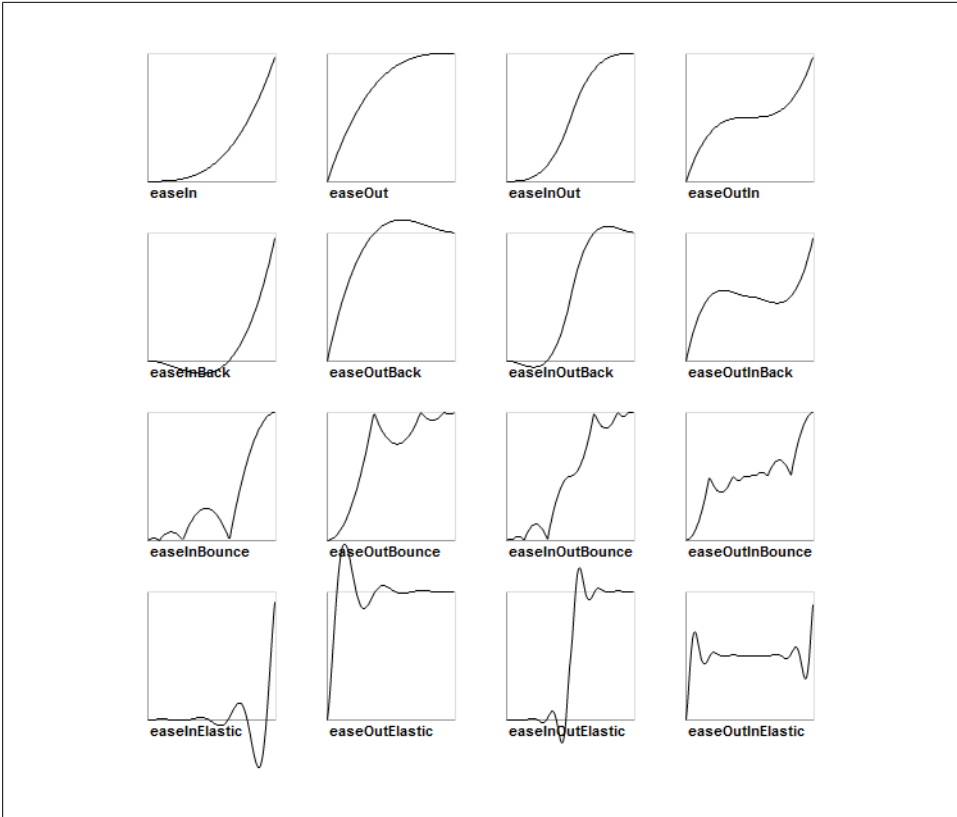 easeIn easeOut easeInOut easeOutIn
easeInBack easeOutBack easeInOutBack easeOutInBack
easeInBounce easeOutBounce easeInOutBounce easeOutInBounce
easeInElastic easeOutElastic easeInOutElastic easeOutInElastic